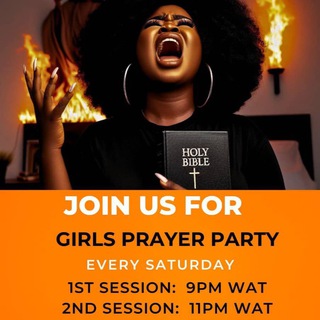 HOLY
BIBLE
JOIN US FOR
GIRLS PRAYER PARTY
EVERY SATURDAY
1ST SESSION: 9PM WAT
2ND SESSION: 11PM WAT